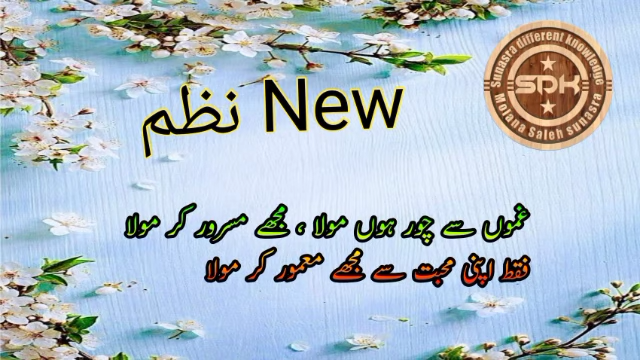 Sunasra different knowledge
SDK
Molana Saleh sunasra
New نظم
غموں سے چور ہوں مولا ، مجھے مسرور کر مولا
فقط اپنی محبت سے مجھے معمور کر مولا